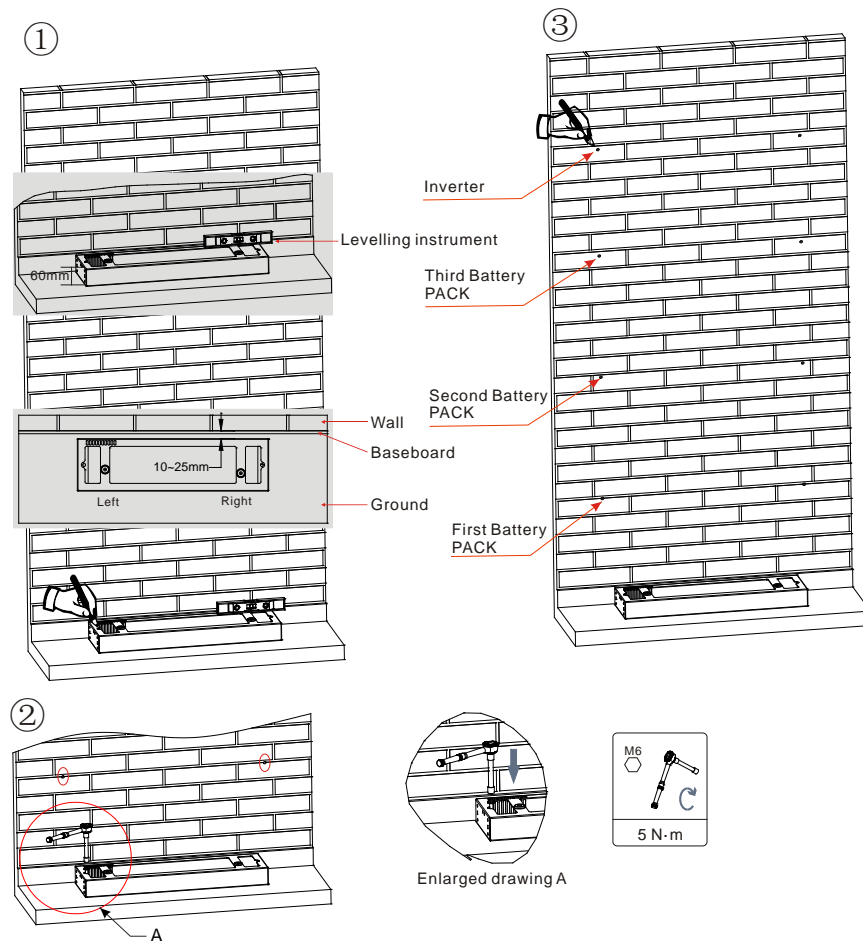 ①
Levelling instrument
60mm
Wall
Baseboard
10~25mm
Left
Right
Ground
②
A
Enlarged drawing A
M6
5 N·m
③
Inverter
Third Battery
PACK
Second Battery
PACK
First Battery
PACK